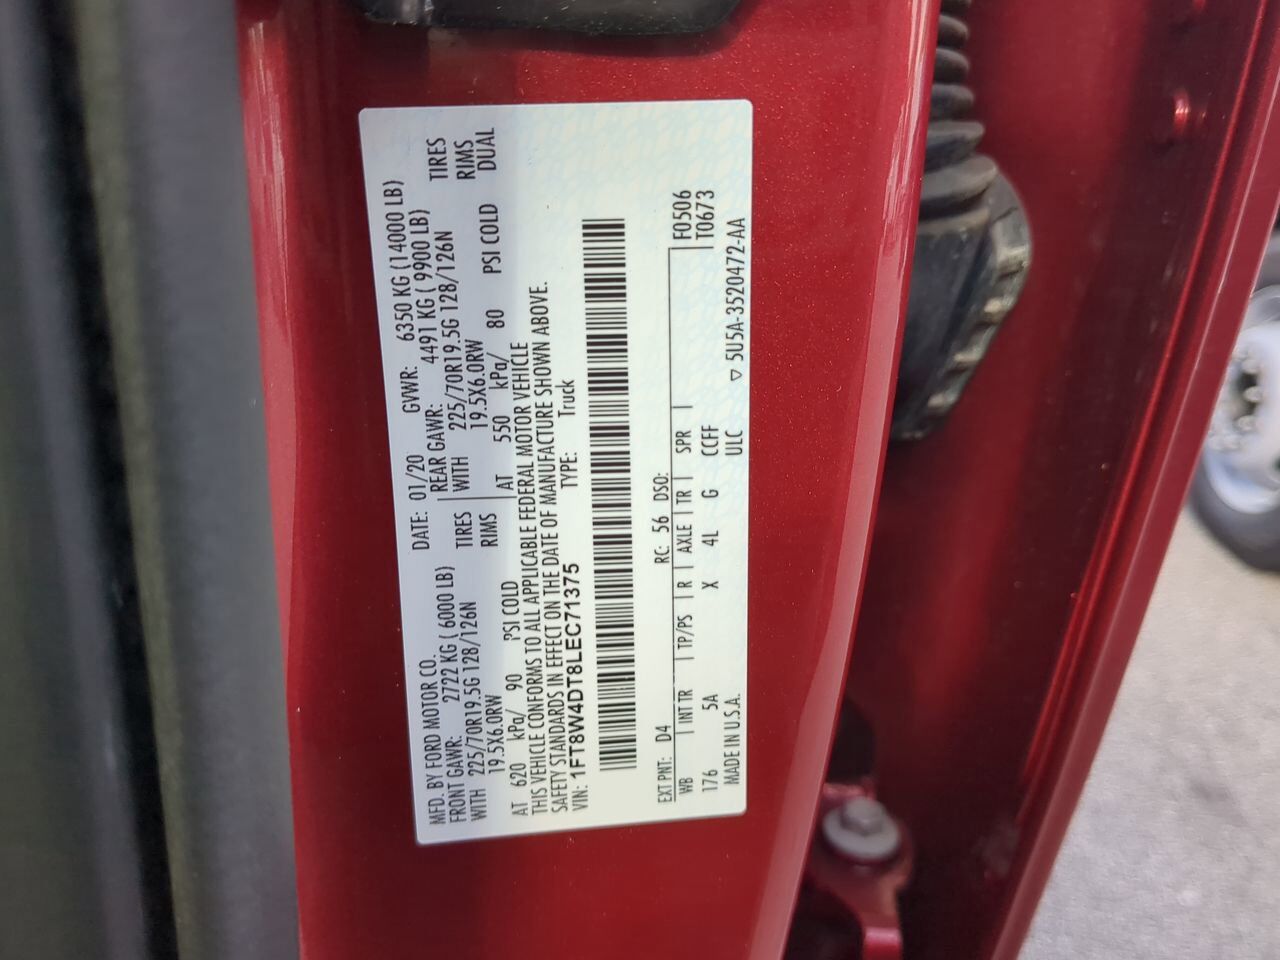 MFD. BY FORD MOTOR CO.
DATE: 01/20 GVWR: 6350 KG (14000 LB)
FRONT GAWR: 2722 KG ( 6000 LB)
REAR GAWR: 4491 KG ( 9900 LB)
WITH 225/70R19.5G 128/126N TIRES
WITH 225/70R19.5G 128/126N TIRES
19.5X6.0RW RIMS
19.5X6.0RW RIMS
AT 620 kPa/ 90 PSI COLD
AT 550 kPa/ 80 PSI COLD DUAL
THIS VEHICLE CONFORMS TO ALL APPLICABLE FEDERAL MOTOR VEHICLE
SAFETY STANDARDS IN EFFECT ON THE DATE OF MANUFACTURE SHOWN ABOVE.
VIN: 1FT8W4DT8LEC71375 TYPE: Truck
EXT PNT: D4 RC: 56 DSO: F0506
WB | INT TR | TP/PS | R | AXLE | TR | SPR | T0673
176 5A X 4L G CCFF
MADE IN U.S.A. ULC ▽ 5U5A-3520472-AA